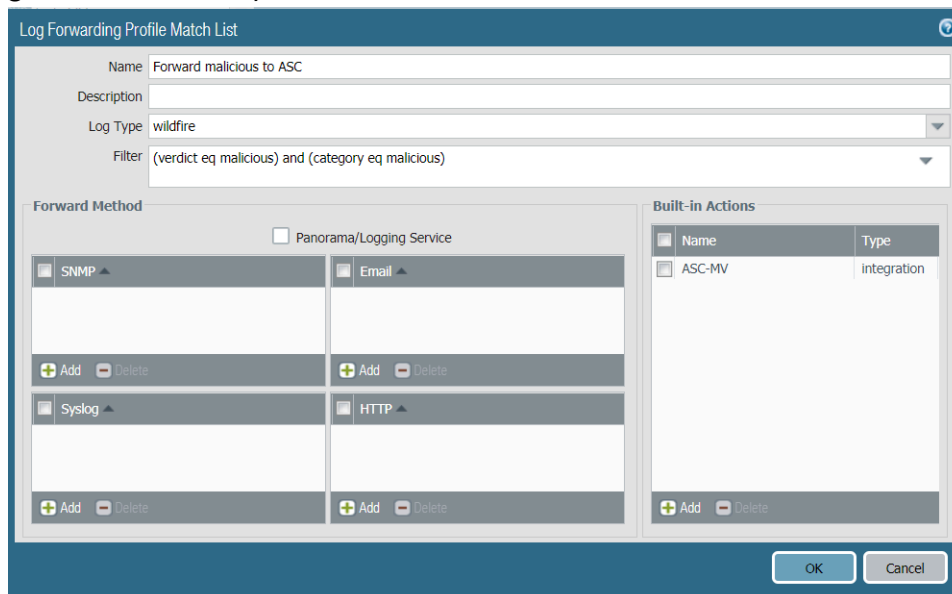 Log Forwarding Profile Match List
Name Forward malicious to ASC
Description
Log Type wildfire
Filter (verdict eq malicious) and (category eq malicious)
Forward Method
Panorama/Logging Service
SNMP
Email
Add Delete
Add Delete
Syslog
HTTP
Add Delete
Add Delete
Built-in Actions
Name Type
ASC-MV integration
Add Delete
OK Cancel